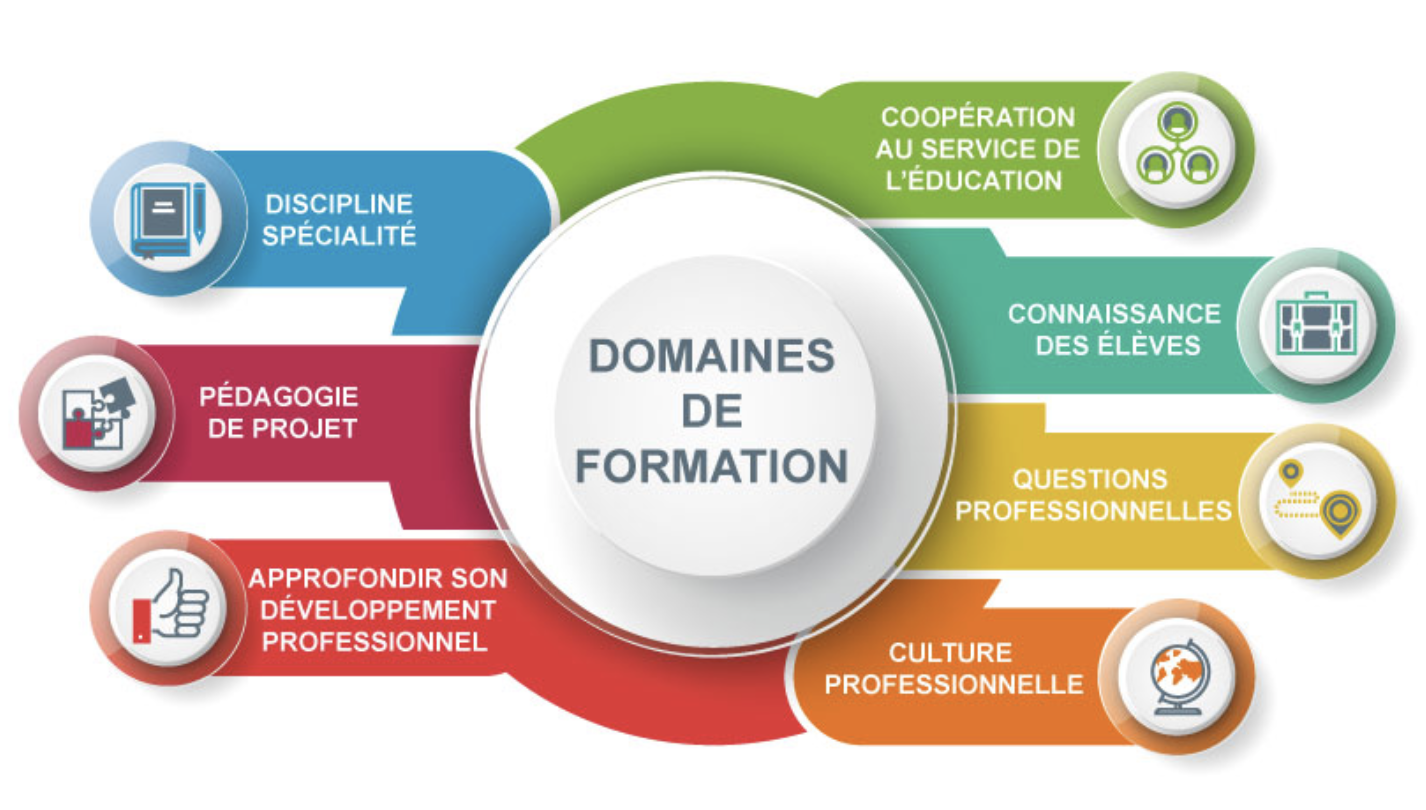 DISCIPLINE
SPÉCIALITÉ
PÉDAGOGIE
DE PROJET
APPROFONDIR SON
DÉVELOPPEMENT
PROFESSIONNEL
DOMAINES
DE
FORMATION
COOPÉRATION
AU SERVICE DE
L'ÉDUCATION
CONNAISSANCE
DES ÉLÈVES
QUESTIONS
PROFESSIONNELLES
CULTURE
PROFESSIONNELLE